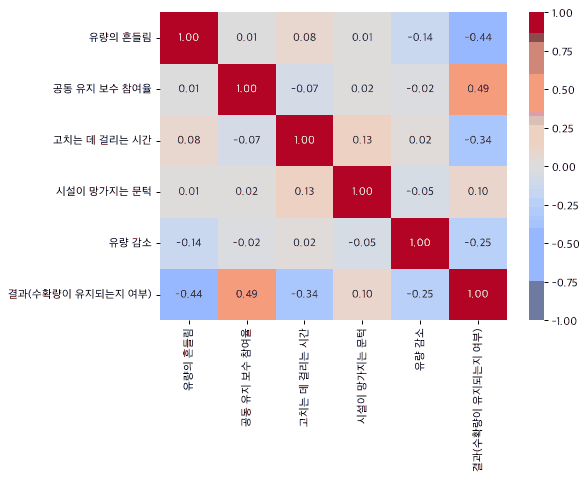 유량의 흔들림 1.00 0.01 0.08 0.01 -0.14 -0.44
공동 유지 보수 참여율 0.01 1.00 -0.07 0.02 -0.02 0.49
고치는 데 걸리는 시간 0.08 -0.07 1.00 0.13 0.02 -0.34
시설이 망가지는 문턱 0.01 0.02 0.13 1.00 -0.05 0.10
유량 감소 -0.14 -0.02 0.02 -0.05 1.00 -0.25
결과(수확량이 유지되는지 여부) -0.44 0.49 -0.34 0.10 -0.25 1.00
유량의 흔들림
공동 유지 보수 참여율
고치는 데 걸리는 시간
시설이 망가지는 문턱
유량 감소
결과(수확량이 유지되는지 여부)
1.00
0.75
0.50
0.25
0.00
-0.25
-0.50
-0.75
-1.00